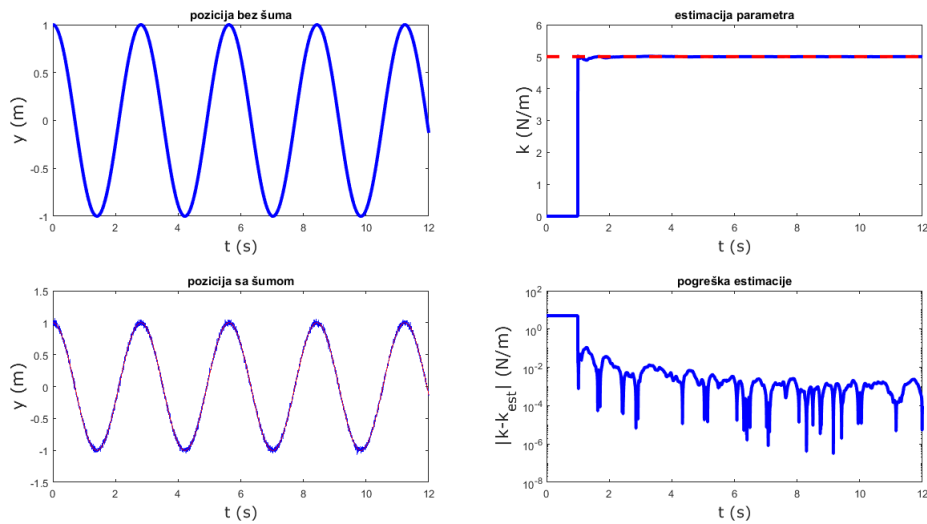 pozicija bez šuma
1
0.5
0
-0.5
-1
y (m)
0 2 4 6 8 10 12
t (s)
estimacija parametra
6
5
4
3
2
1
0
k (N/m)
0 2 4 6 8 10 12
t (s)
pozicija sa šumom
1.5
1
0.5
0
-0.5
-1
-1.5
y (m)
0 2 4 6 8 10 12
t (s)
pogreška estimacije
10²
10⁰
10⁻²
10⁻⁴
10⁻⁶
10⁻⁸
|k-k_est| (N/m)
0 2 4 6 8 10 12
t (s)